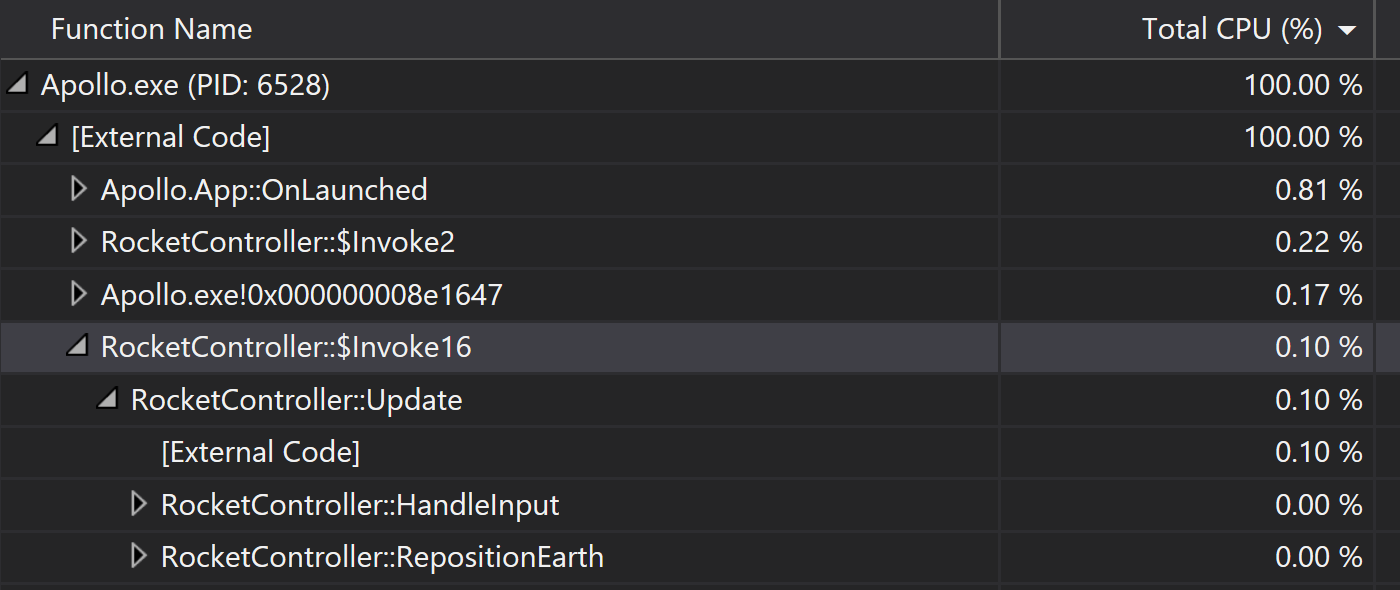 Function Name Total CPU (%)
Apollo.exe (PID: 6528) 100.00 %
[External Code] 100.00 %
Apollo.App::OnLaunched 0.81 %
RocketController::$Invoke2 0.22 %
Apollo.exe!0x000000008e1647 0.17 %
RocketController::$Invoke16 0.10 %
RocketController::Update 0.10 %
[External Code] 0.10 %
RocketController::HandleInput 0.00 %
RocketController::RepositionEarth 0.00 %